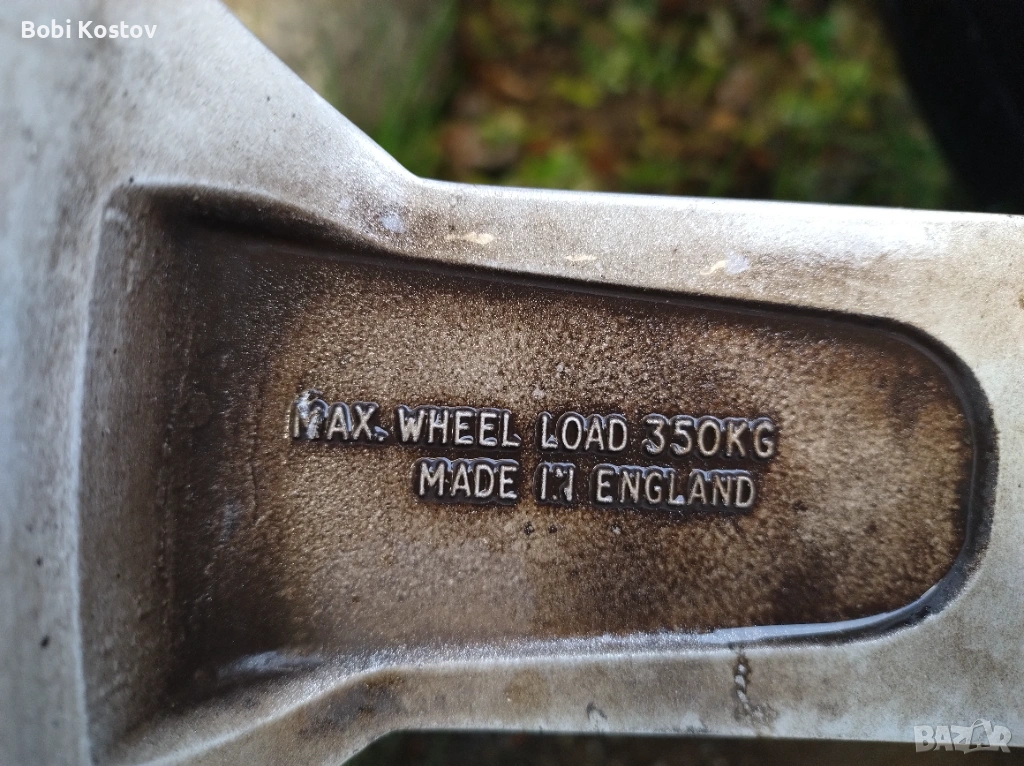 Bobi Kostov
MAX. WHEEL LOAD 350KG
MADE IN ENGLAND
BAZAR